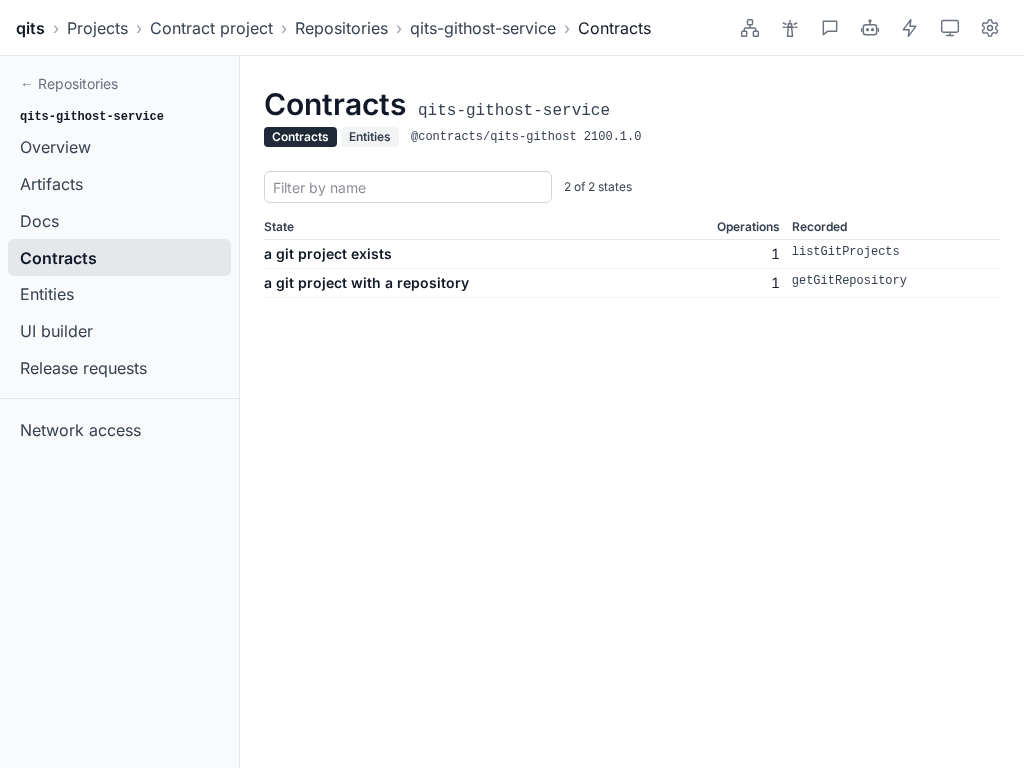 qits › Projects › Contract project › Repositories › qits-githost-service › Contracts
← Repositories
qits-githost-service
Overview
Artifacts
Docs
Contracts
Entities
UI builder
Release requests
Network access
Contracts qits-githost-service
Contracts Entities @contracts/qits-githost 2100.1.0
Filter by name 2 of 2 states
State Operations Recorded
a git project exists 1 listGitProjects
a git project with a repository 1 getGitRepository